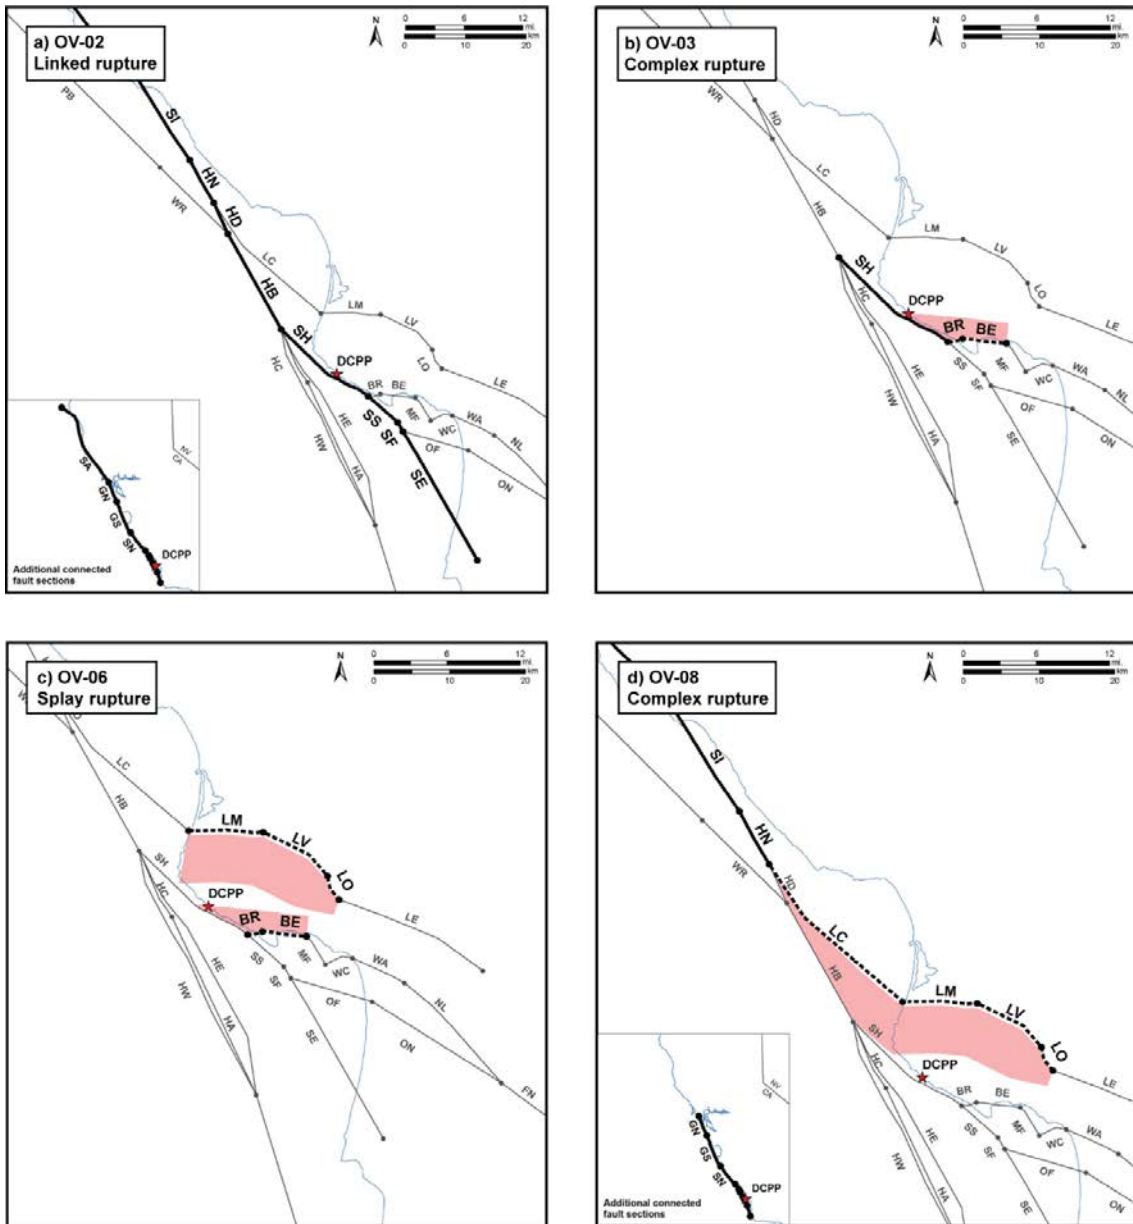 a) OV-02
Linked rupture
N
0 6 12
mi.
0 10 20
km
PB
SI
HN
HD
WR
LC
HB
LM
LV
SH
LO
DCPP
HC
LE
BR BE
SS
MF
WA
HE
SF
WC
NL
HW
OF
HA
SE
ON
NV
CA
SA
GN
GS
SN
DCPP
Additional connected
fault sections
b) OV-03
Complex rupture
N
0 6 12
mi.
0 10 20
km
WR
HD
LC
HB
LM
LV
SH
LO
HC
DCPP
LE
BR BE
SS
MF
HE
SF
WC
WA
NL
HW
OF
HA
SE
ON
c) OV-06
Splay rupture
N
0 6 12
mi.
0 10 20
km
LC
HB
LM
LV
SH
LO
HC
DCPP
LE
BR BE
SS
MF
HE
SF
WC
WA
HW
NL
OF
HA
SE
ON
FN
d) OV-08
Complex rupture
N
0 6 12
mi.
0 10 20
km
SI
HN
WR
HD
LC
HB
LM
LV
SH
LO
HC
DCPP
LE
BR BE
HE
SS
MF
WA
HW
SF
WC
OF
HA
SE
ON
NV
CA
GN
GS
SN
DCPP
Additional connected
fault sections